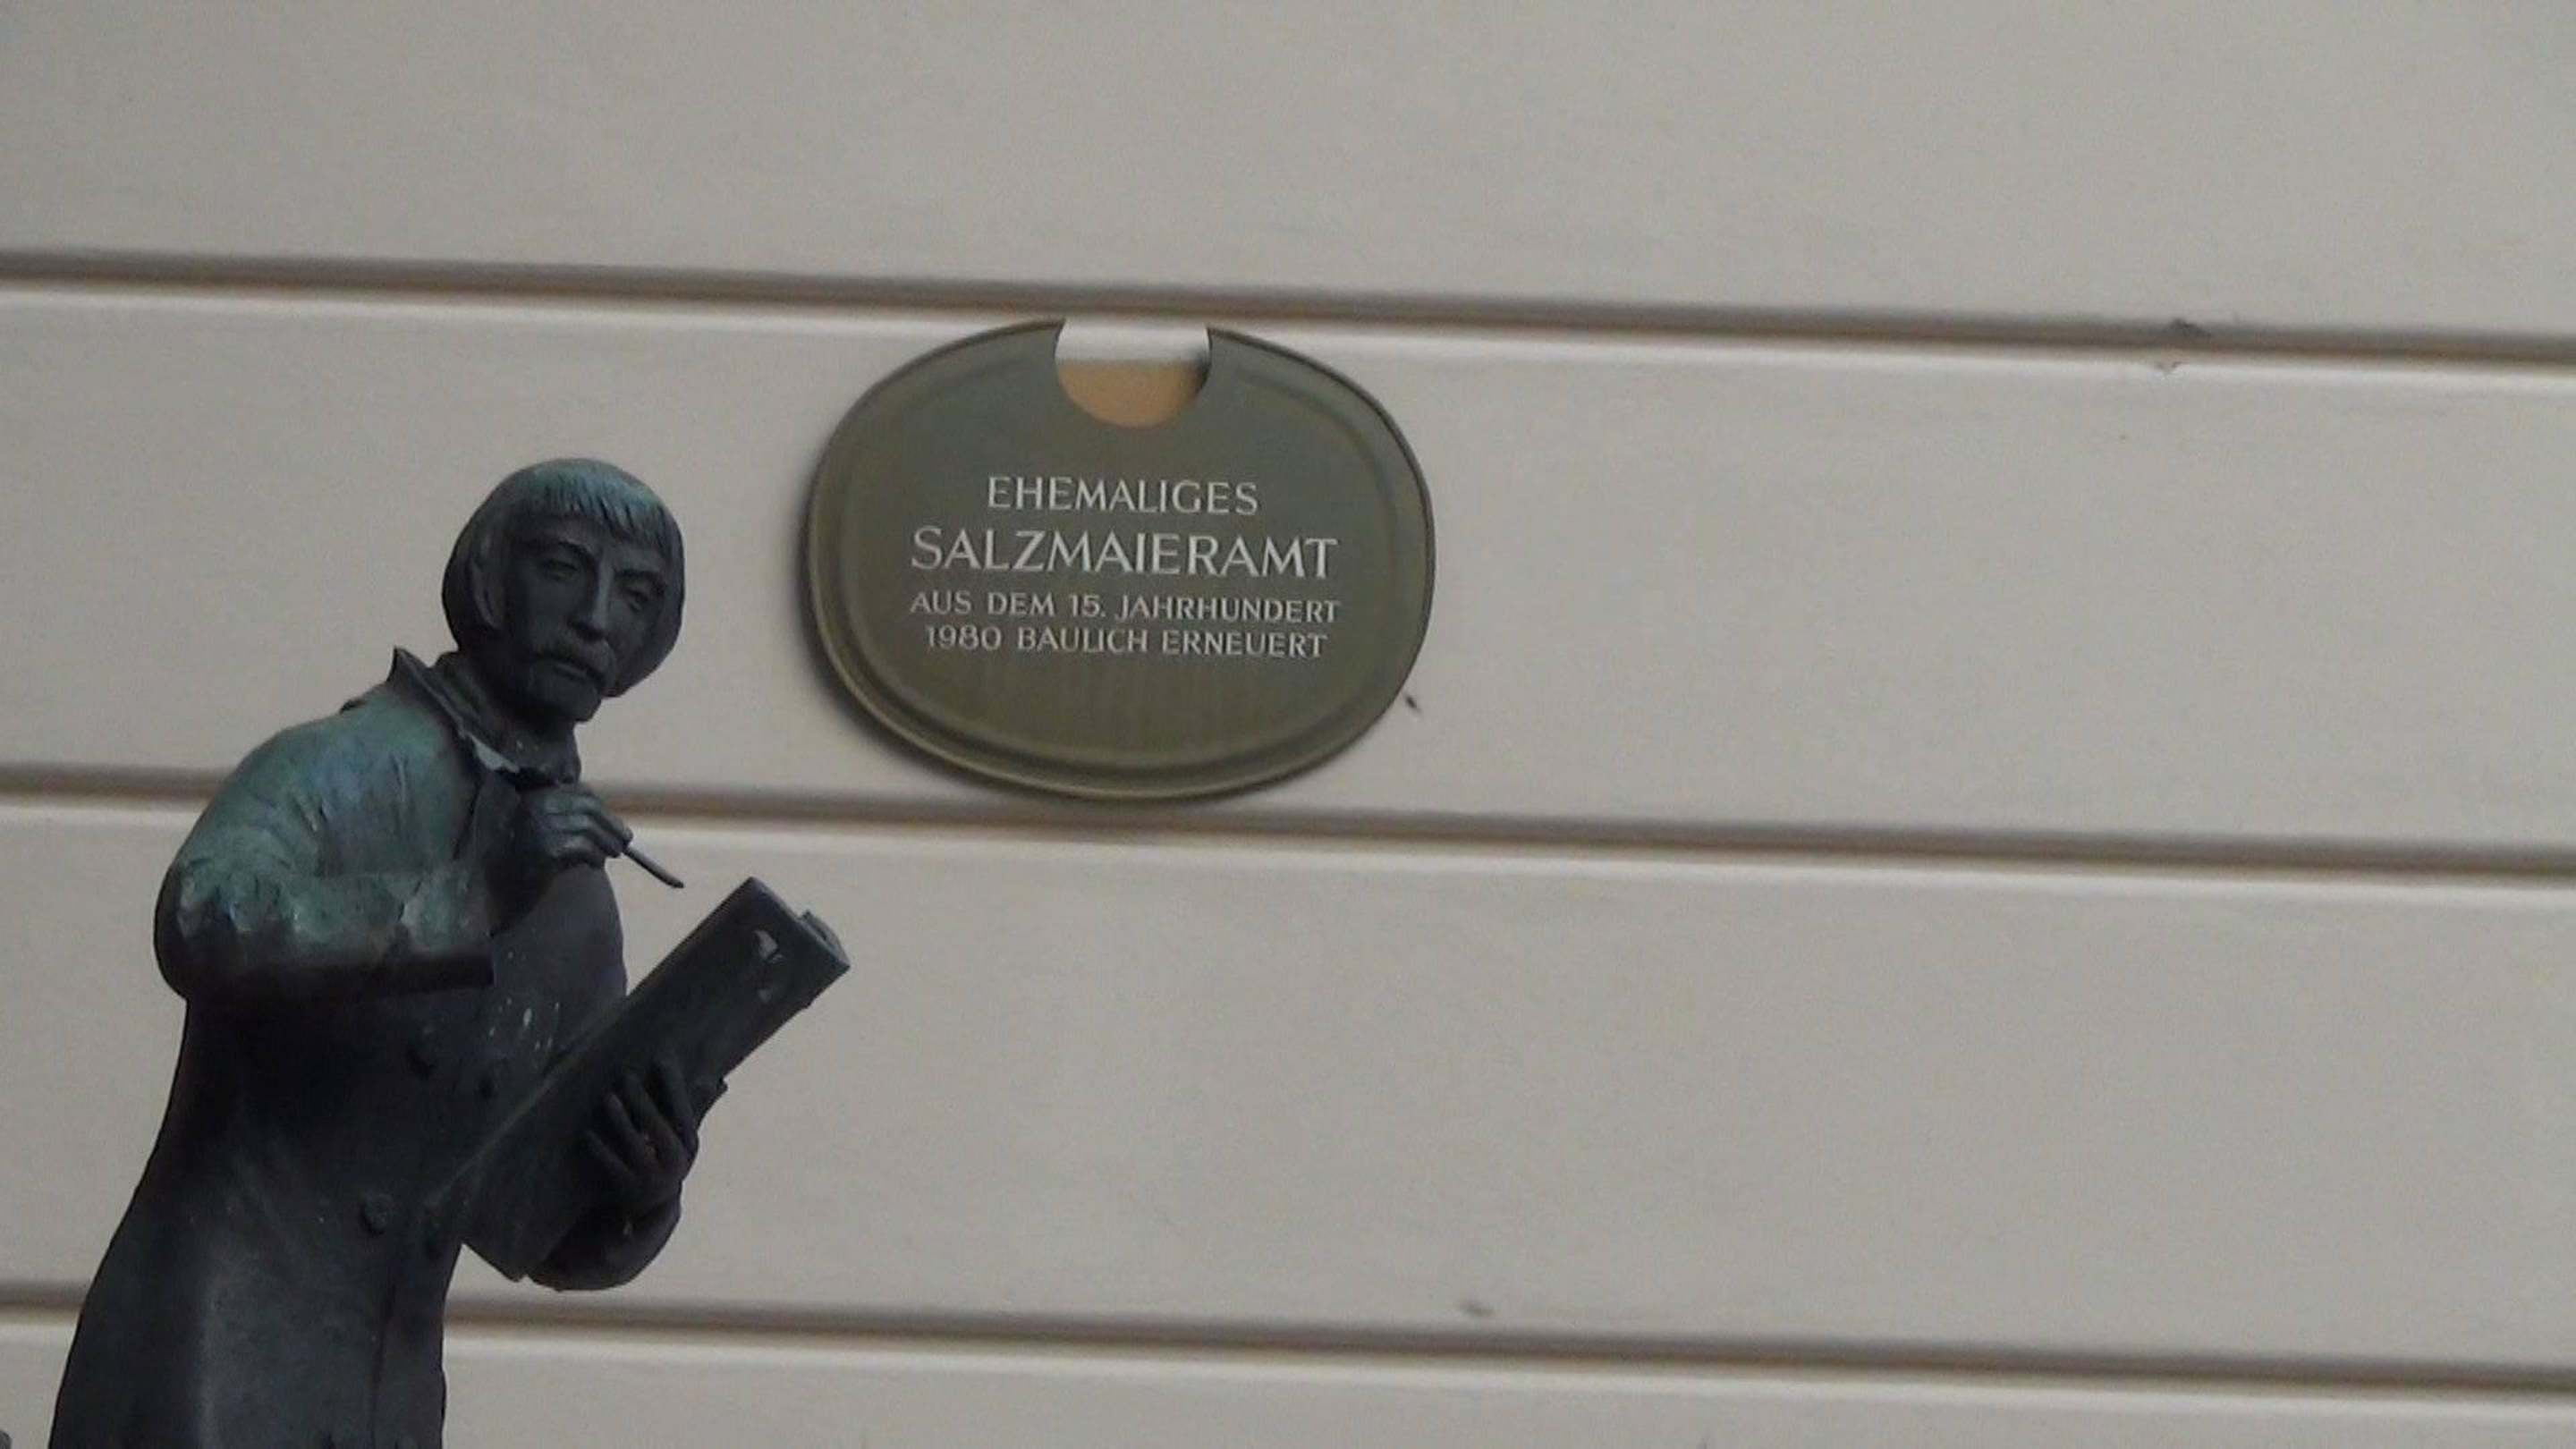 EHEMALIGES
SALZMAIERAMT
AUS DEM 15. JAHRHUNDERT
1980 BAULICH ERNEUERT